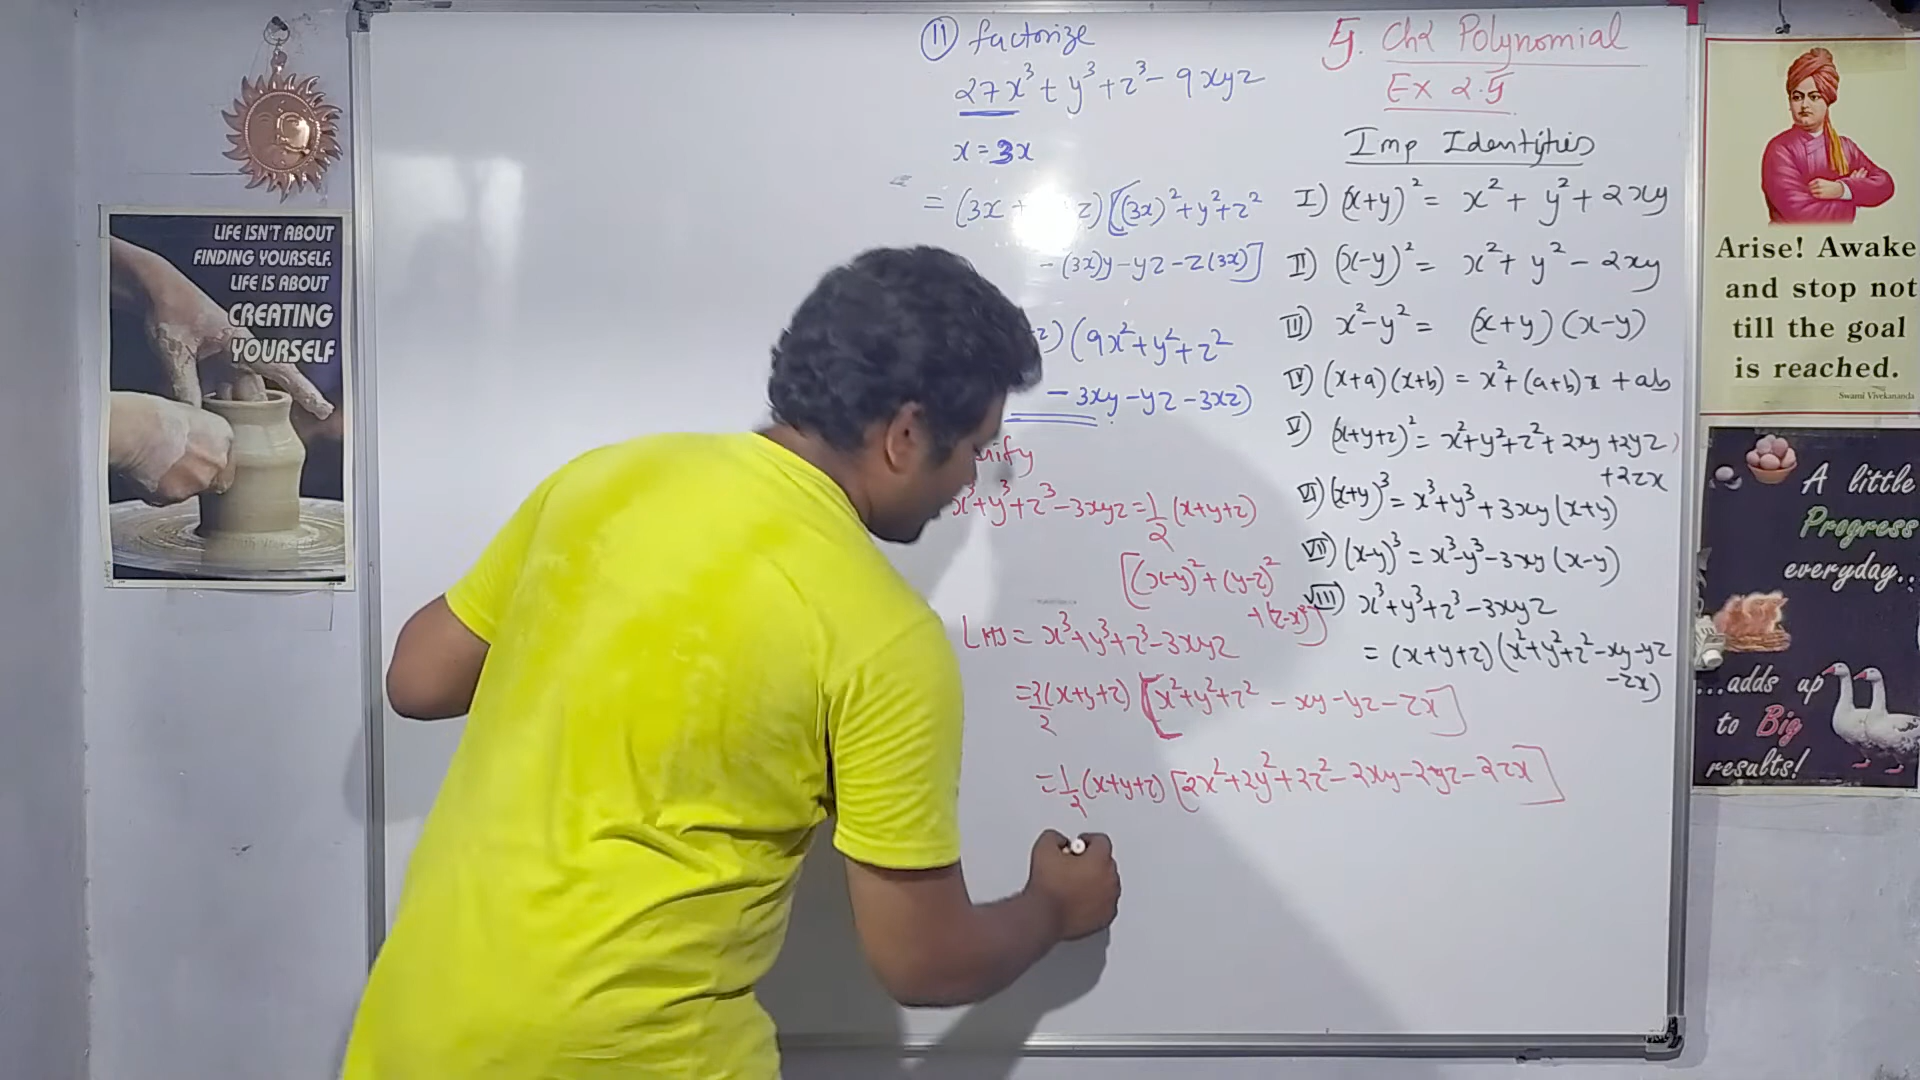 LIFE ISN'T ABOUT
FINDING YOURSELF.
LIFE IS ABOUT
CREATING
YOURSELF
⑪ factorize
27x³ + y³ + z³ - 9xyz
x = 3x
= (3x + z) [(3x)² + y² + z²
- (3x)y - yz - z(3x)]
z) (9x² + y² + z²
- 3xy - yz - 3xz)
x³ + y³ + z³ - 3xyz = 1/2 (x+y+z)
[(x-y)² + (y-z)²
+ (z-x)²]
LHS = x³ + y³ + z³ - 3xyz
= 2/2 (x+y+z) [x² + y² + z² - xy - yz - zx]
= 1/2 (x+y+z) [2x² + 2y² + 2z² - 2xy - 2yz - 2zx]
Ch2 Polynomial
Ex 2.5
Imp Identities
I) (x+y)² = x² + y² + 2xy
II) (x-y)² = x² + y² - 2xy
III) x² - y² = (x+y) (x-y)
IV) (x+a) (x+b) = x² + (a+b)x + ab
V) (x+y+z)² = x² + y² + z² + 2xy + 2yz
+ 2zx
VI) (x+y)³ = x³ + y³ + 3xy (x+y)
VII) (x-y)³ = x³ - y³ - 3xy (x-y)
VIII) x³ + y³ + z³ - 3xyz
= (x+y+z) (x² + y² + z² - xy - yz
- zx)
Arise! Awake
and stop not
till the goal
is reached.
Swami Vivekananda
A little
Progress
everyday..
...adds up
to Big
results!